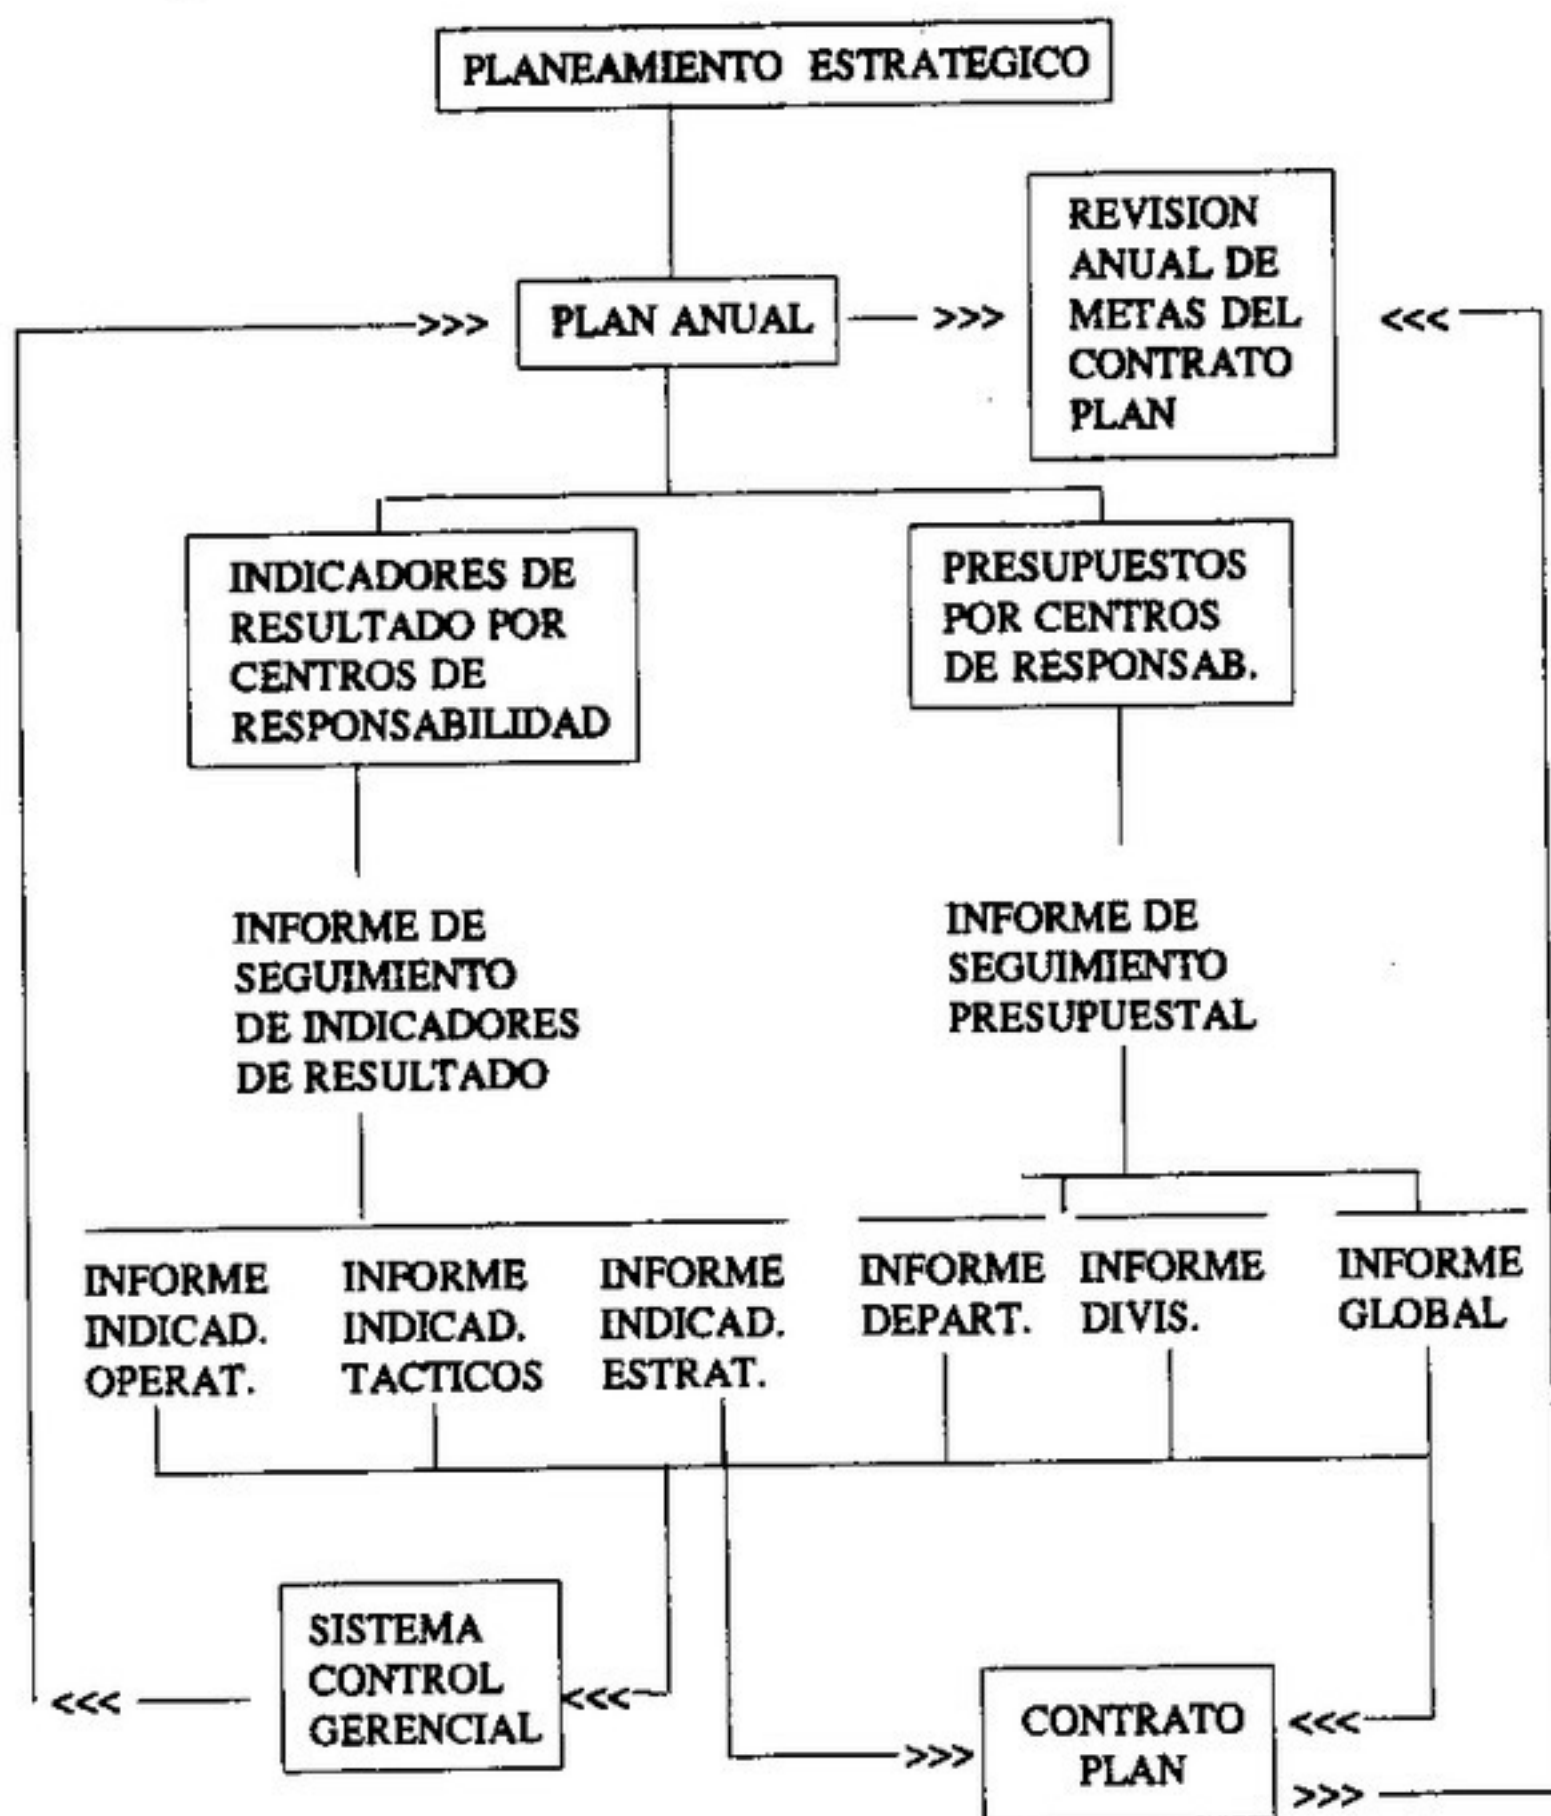 PLANEAMIENTO ESTRATEGICO
REVISION
ANUAL DE
METAS DEL
CONTRATO
PLAN
>>>
PLAN ANUAL
>>>
<<<
INDICADORES DE
RESULTADO POR
CENTROS DE
RESPONSABILIDAD
PRESUPUESTOS
POR CENTROS
DE RESPONSAB.
INFORME DE
SEGUIMIENTO
DE INDICADORES
DE RESULTADO
INFORME DE
SEGUIMIENTO
PRESUPUESTAL
INFORME
INDICAD.
OPERAT.
INFORME
INDICAD.
TACTICOS
INFORME
INDICAD.
ESTRAT.
INFORME
DEPART.
INFORME
DIVIS.
INFORME
GLOBAL
SISTEMA
CONTROL
GERENCIAL
<<<
<<<
>>>
CONTRATO
PLAN
<<<
>>>